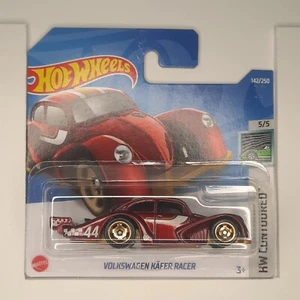 Hot Wheels
142/250
5/5
HW CONTOURED
44
VOLKSWAGEN KÄFER RACER
3+